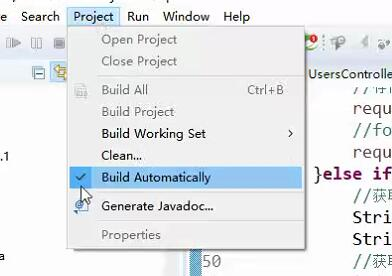 Search Project Run Window Help
Open Project
Close Project
Build All Ctrl+B
Build Project
Build Working Set
Clean...
Build Automatically
Generate Javadoc...
Properties
.1
a
UsersControlle
requ
//fo
requ
}else if
//获
Stri
Stri
50
//获